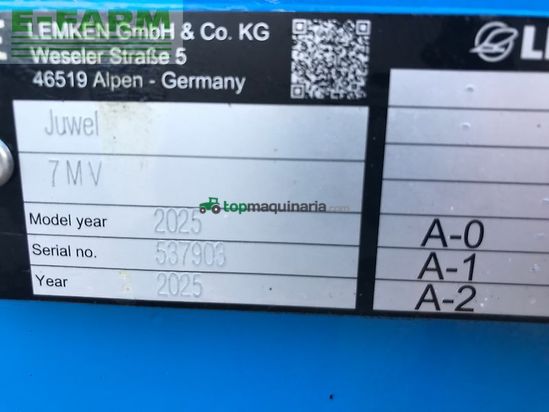 E-FARM
LEMKEN GmbH & Co. KG
Weseler Straße 5
46519 Alpen - Germany
Juwel
7 M V
Model year 2025
Serial no. 537903
Year 2025
topmaquinaria.com
A-0
A-1
A-2